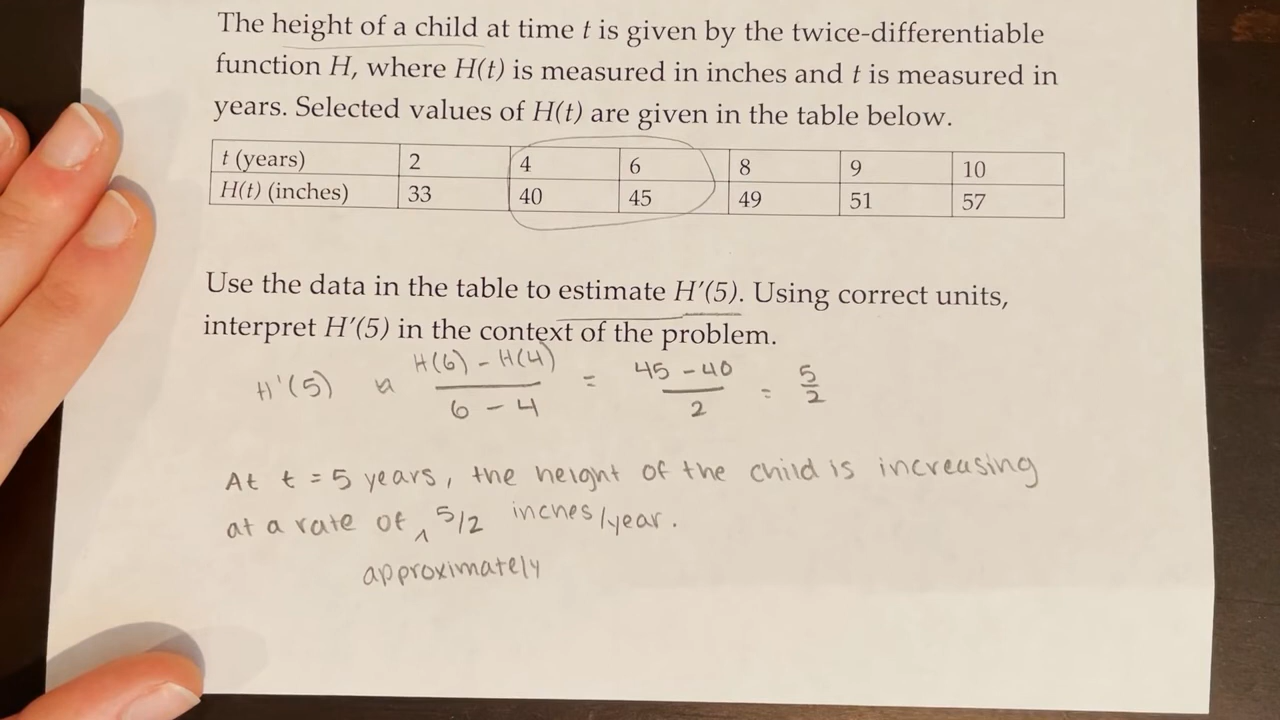 The height of a child at time t is given by the twice-differentiable
function H, where H(t) is measured in inches and t is measured in
years. Selected values of H(t) are given in the table below.
t (years) 2 4 6 8 9 10
H(t) (inches) 33 40 45 49 51 57
Use the data in the table to estimate H′(5). Using correct units,
interpret H′(5) in the context of the problem.
H'(5) ≈ H(6) - H(4) / 6 - 4 = 45 - 40 / 2 = 5/2
At t = 5 years, the height of the child is increasing
at a rate of ^ 5/2 inches/year.
approximately